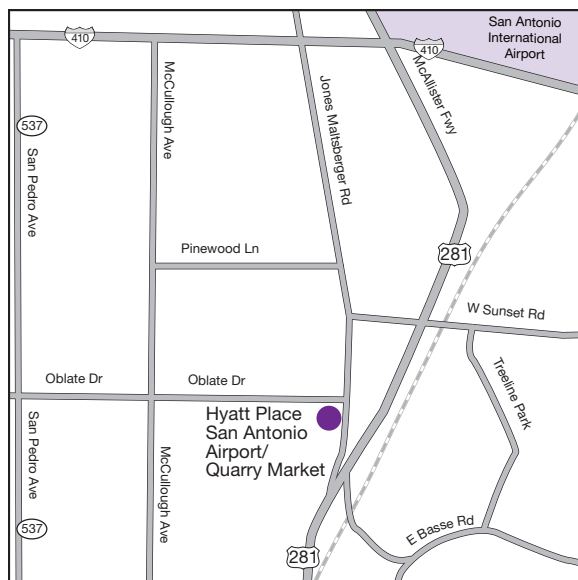 San Antonio
International
Airport
410
410
McCullough Ave
Jones Maltsberger Rd
McAllister Fwy
537
San Pedro Ave
Pinewood Ln
281
W Sunset Rd
Oblate Dr
Oblate Dr
Treeline Park
Hyatt Place
San Antonio
Airport/
Quarry Market
San Pedro Ave
McCullough Ave
537
E Basse Rd
281